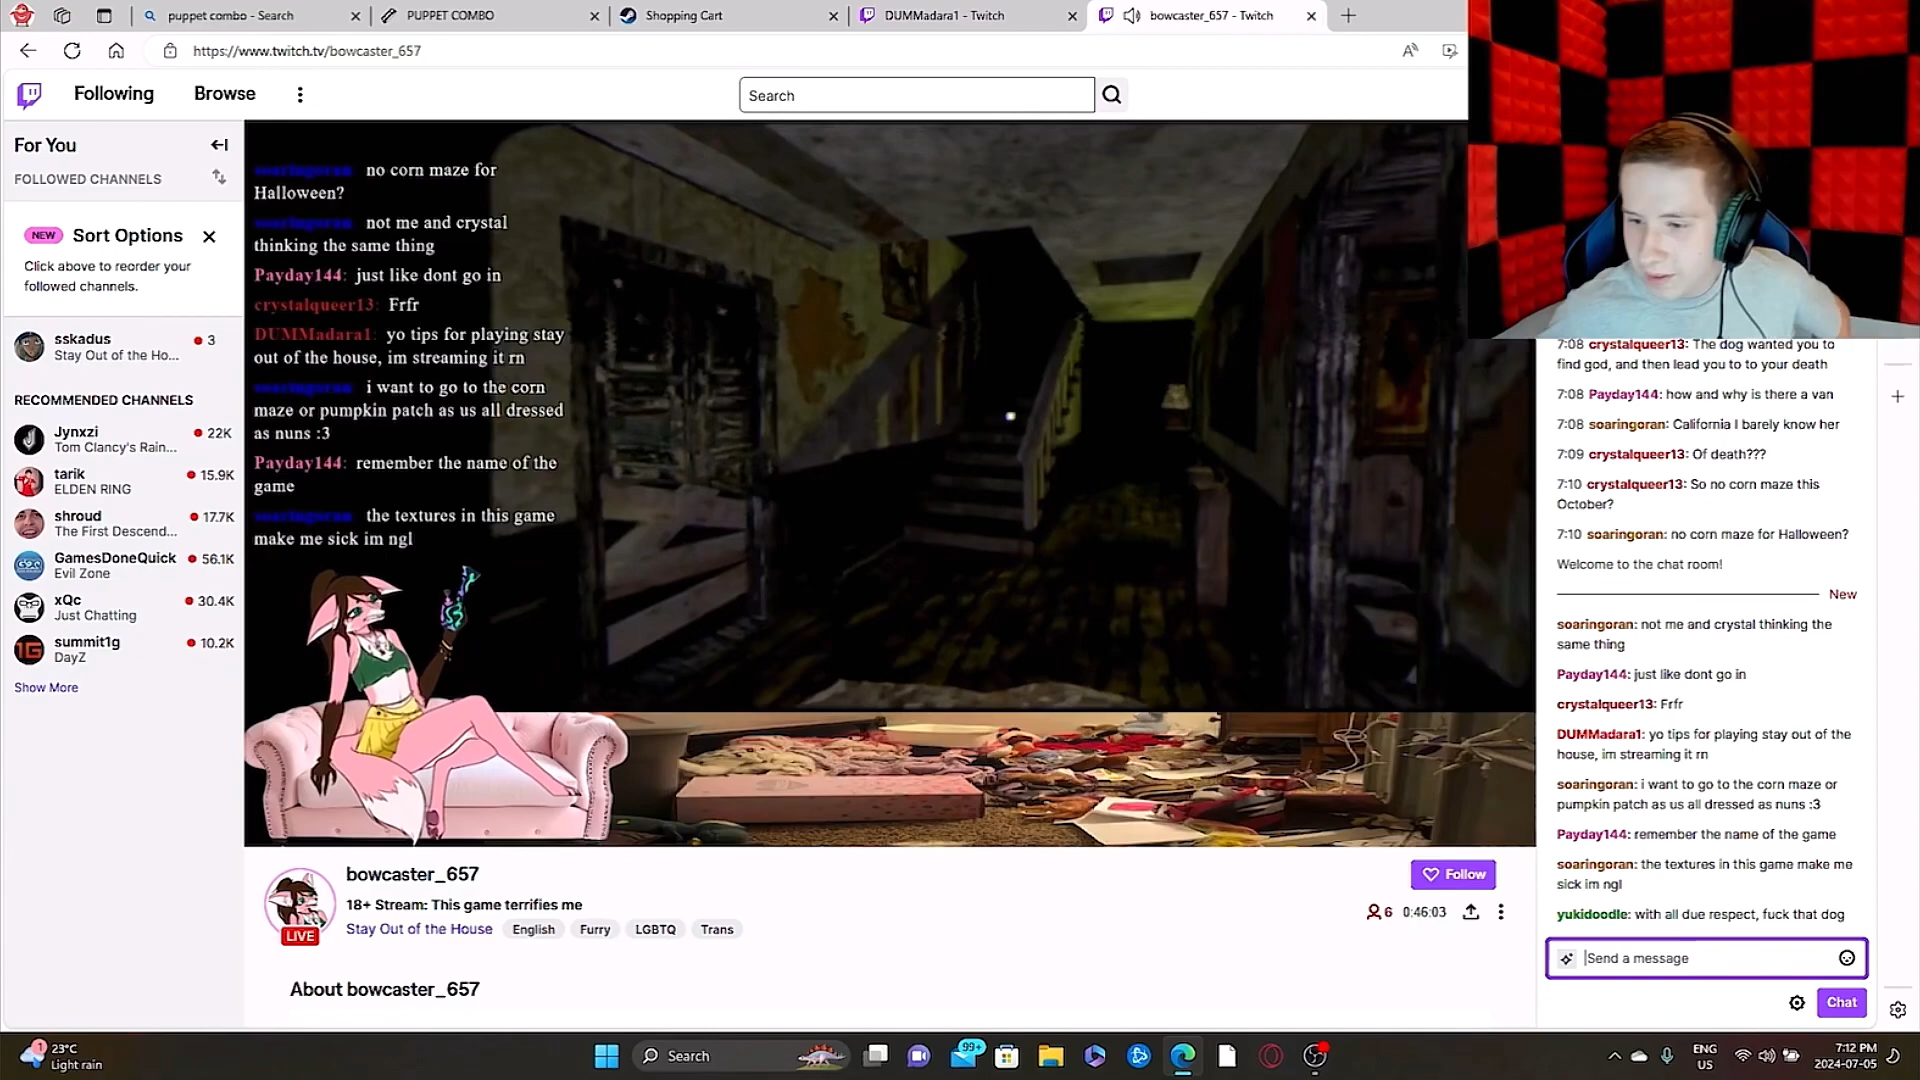 puppet combo - Search
PUPPET COMBO
Shopping Cart
DUMMadara1 - Twitch
bowcaster_657 - Twitch
https://www.twitch.tv/bowcaster_657
Following
Browse
Search
For You
FOLLOWED CHANNELS
NEW Sort Options
Click above to reorder your
followed channels.
sskadus 3
Stay Out of the Ho...
RECOMMENDED CHANNELS
Jynxzi 22K
Tom Clancy's Rain...
tarik 15.9K
ELDEN RING
shroud 17.7K
The First Descend...
GamesDoneQuick 56.1K
Evil Zone
xQc 30.4K
Just Chatting
summit1g 10.2K
DayZ
Show More
soaringoran no corn maze for
Halloween?
soaringoran not me and crystal
thinking the same thing
Payday144: just like dont go in
crystalqueer13: Frfr
DUMMadara1: yo tips for playing stay
out of the house, im streaming it rn
soaringoran i want to go to the corn
maze or pumpkin patch as us all dressed
as nuns :3
Payday144: remember the name of the
game
soaringoran the textures in this game
make me sick im ngl
bowcaster_657
18+ Stream: This game terrifies me
Stay Out of the House English Furry LGBTQ Trans
LIVE
Follow
6 0:46:03
About bowcaster_657
7:08 crystalqueer13: The dog wanted you to
find god, and then lead you to to your death
7:08 Payday144: how and why is there a van
7:08 soaringoran: California I barely know her
7:09 crystalqueer13: Of death???
7:10 crystalqueer13: So no corn maze this
October?
7:10 soaringoran: no corn maze for Halloween?
Welcome to the chat room!
New
soaringoran: not me and crystal thinking the
same thing
Payday144: just like dont go in
crystalqueer13: Frfr
DUMMadara1: yo tips for playing stay out of the
house, im streaming it rn
soaringoran: i want to go to the corn maze or
pumpkin patch as us all dressed as nuns :3
Payday144: remember the name of the game
soaringoran: the textures in this game make me
sick im ngl
yukidoodle: with all due respect, fuck that dog
Send a message
Chat
1
23°C
Light rain
Search
99+
ENG
US
7:12 PM
2024-07-05